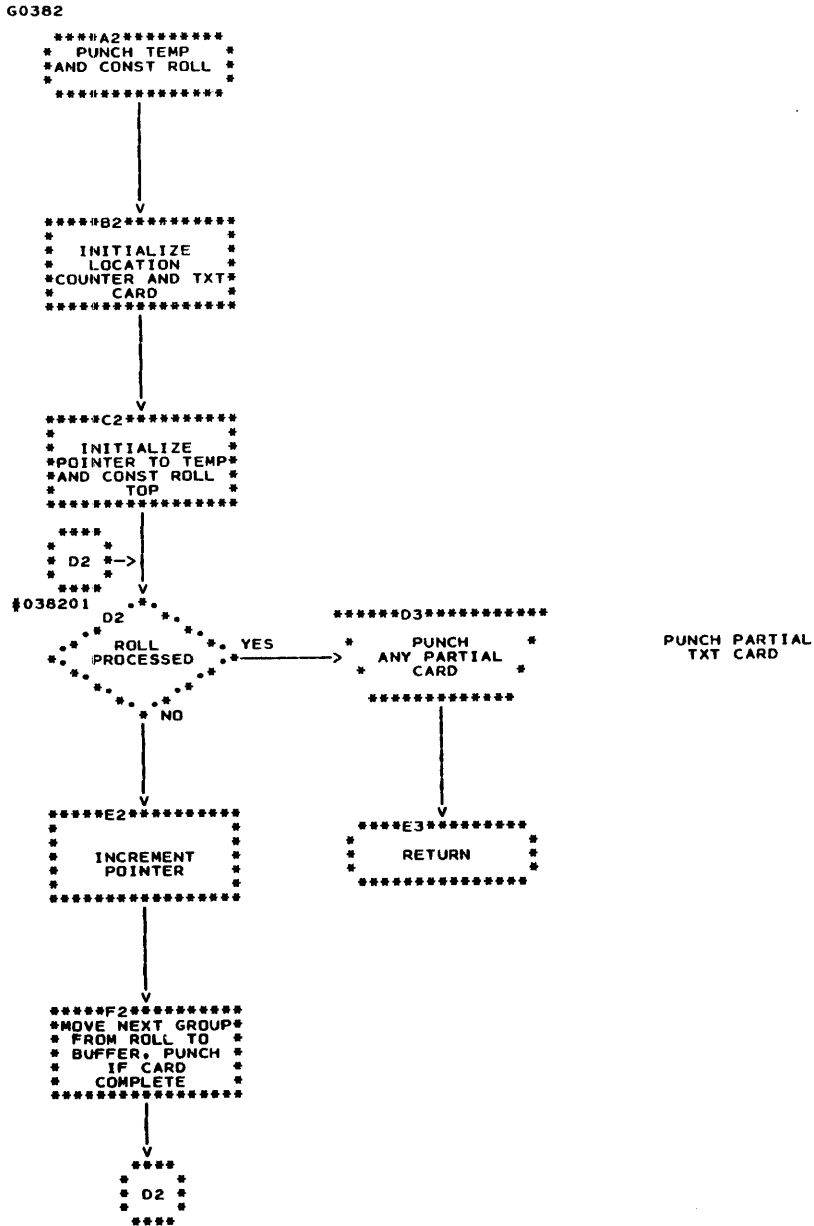 G0382
A2
PUNCH TEMP
AND CONST ROLL
B2
INITIALIZE
LOCATION
COUNTER AND TXT
CARD
C2
INITIALIZE
POINTER TO TEMP
AND CONST ROLL
TOP
D2
#038201
D2
ROLL
PROCESSED
YES
NO
D3
PUNCH
ANY PARTIAL
CARD
PUNCH PARTIAL
TXT CARD
E2
INCREMENT
POINTER
E3
RETURN
F2
MOVE NEXT GROUP
FROM ROLL TO
BUFFER. PUNCH
IF CARD
COMPLETE
D2